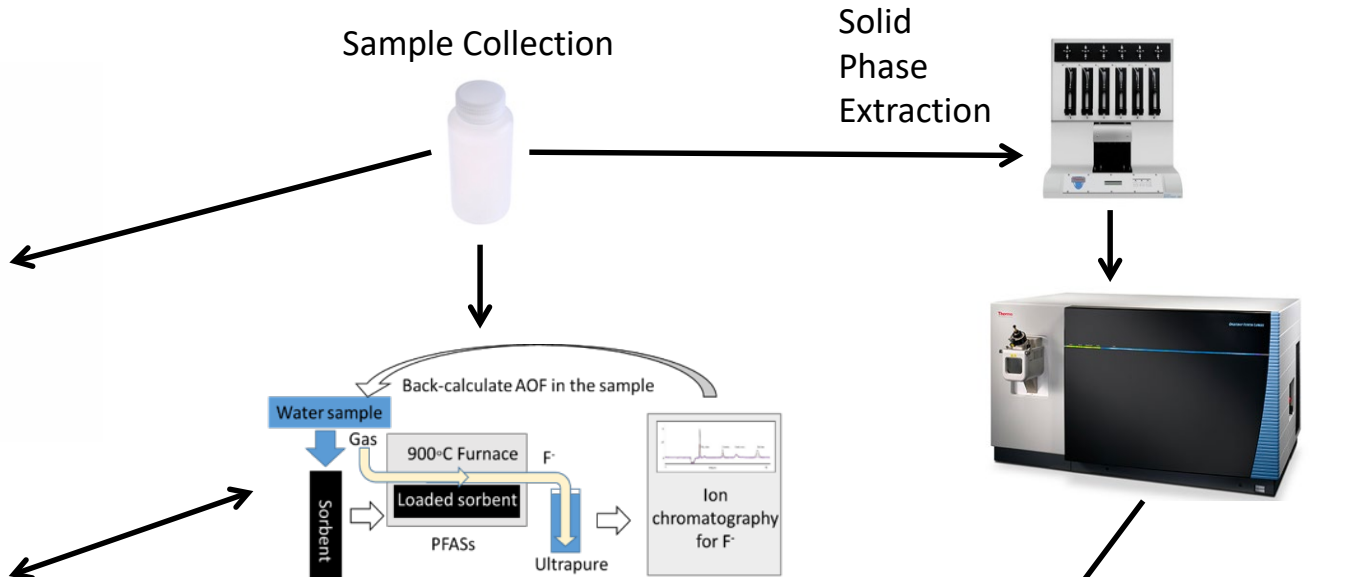 Sample Collection
Solid
Phase
Extraction
Back-calculate AOF in the sample
Water sample
Gas
900°C Furnace
F-
Loaded sorbent
Sorbent
PFASs
Ultrapure
Ion
chromatography
for F-
Thermo